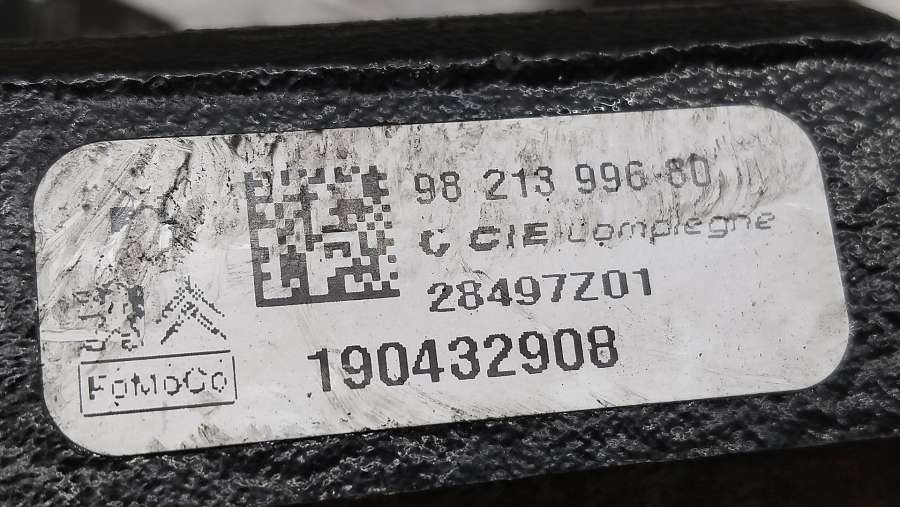 98 213 996 80
C CIE Compiegne
28497Z01
190432908
FoMoCo